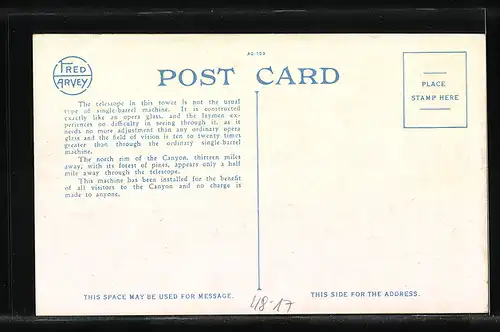 FRED
HARVEY
AC 123
POST CARD
PLACE
STAMP HERE
The telescope in this tower is not the usual
type of single-barrel machine. It is constructed
exactly like an opera glass, and the laymen ex-
periences no difficulty in seeing through it, as it
needs no more adjustment than any ordinary opera
glass and the field of vision is ten to twenty times
greater than through the ordinary single-barrel
machine.
The north rim of the Canyon, thirteen miles
away, with its forest of pines, appears only a half
mile away through the telescope.
This machine has been installed for the benefit
of all visitors to the Canyon and no charge is
made to anyone.
THIS SPACE MAY BE USED FOR MESSAGE.
48-17
THIS SIDE FOR THE ADDRESS.